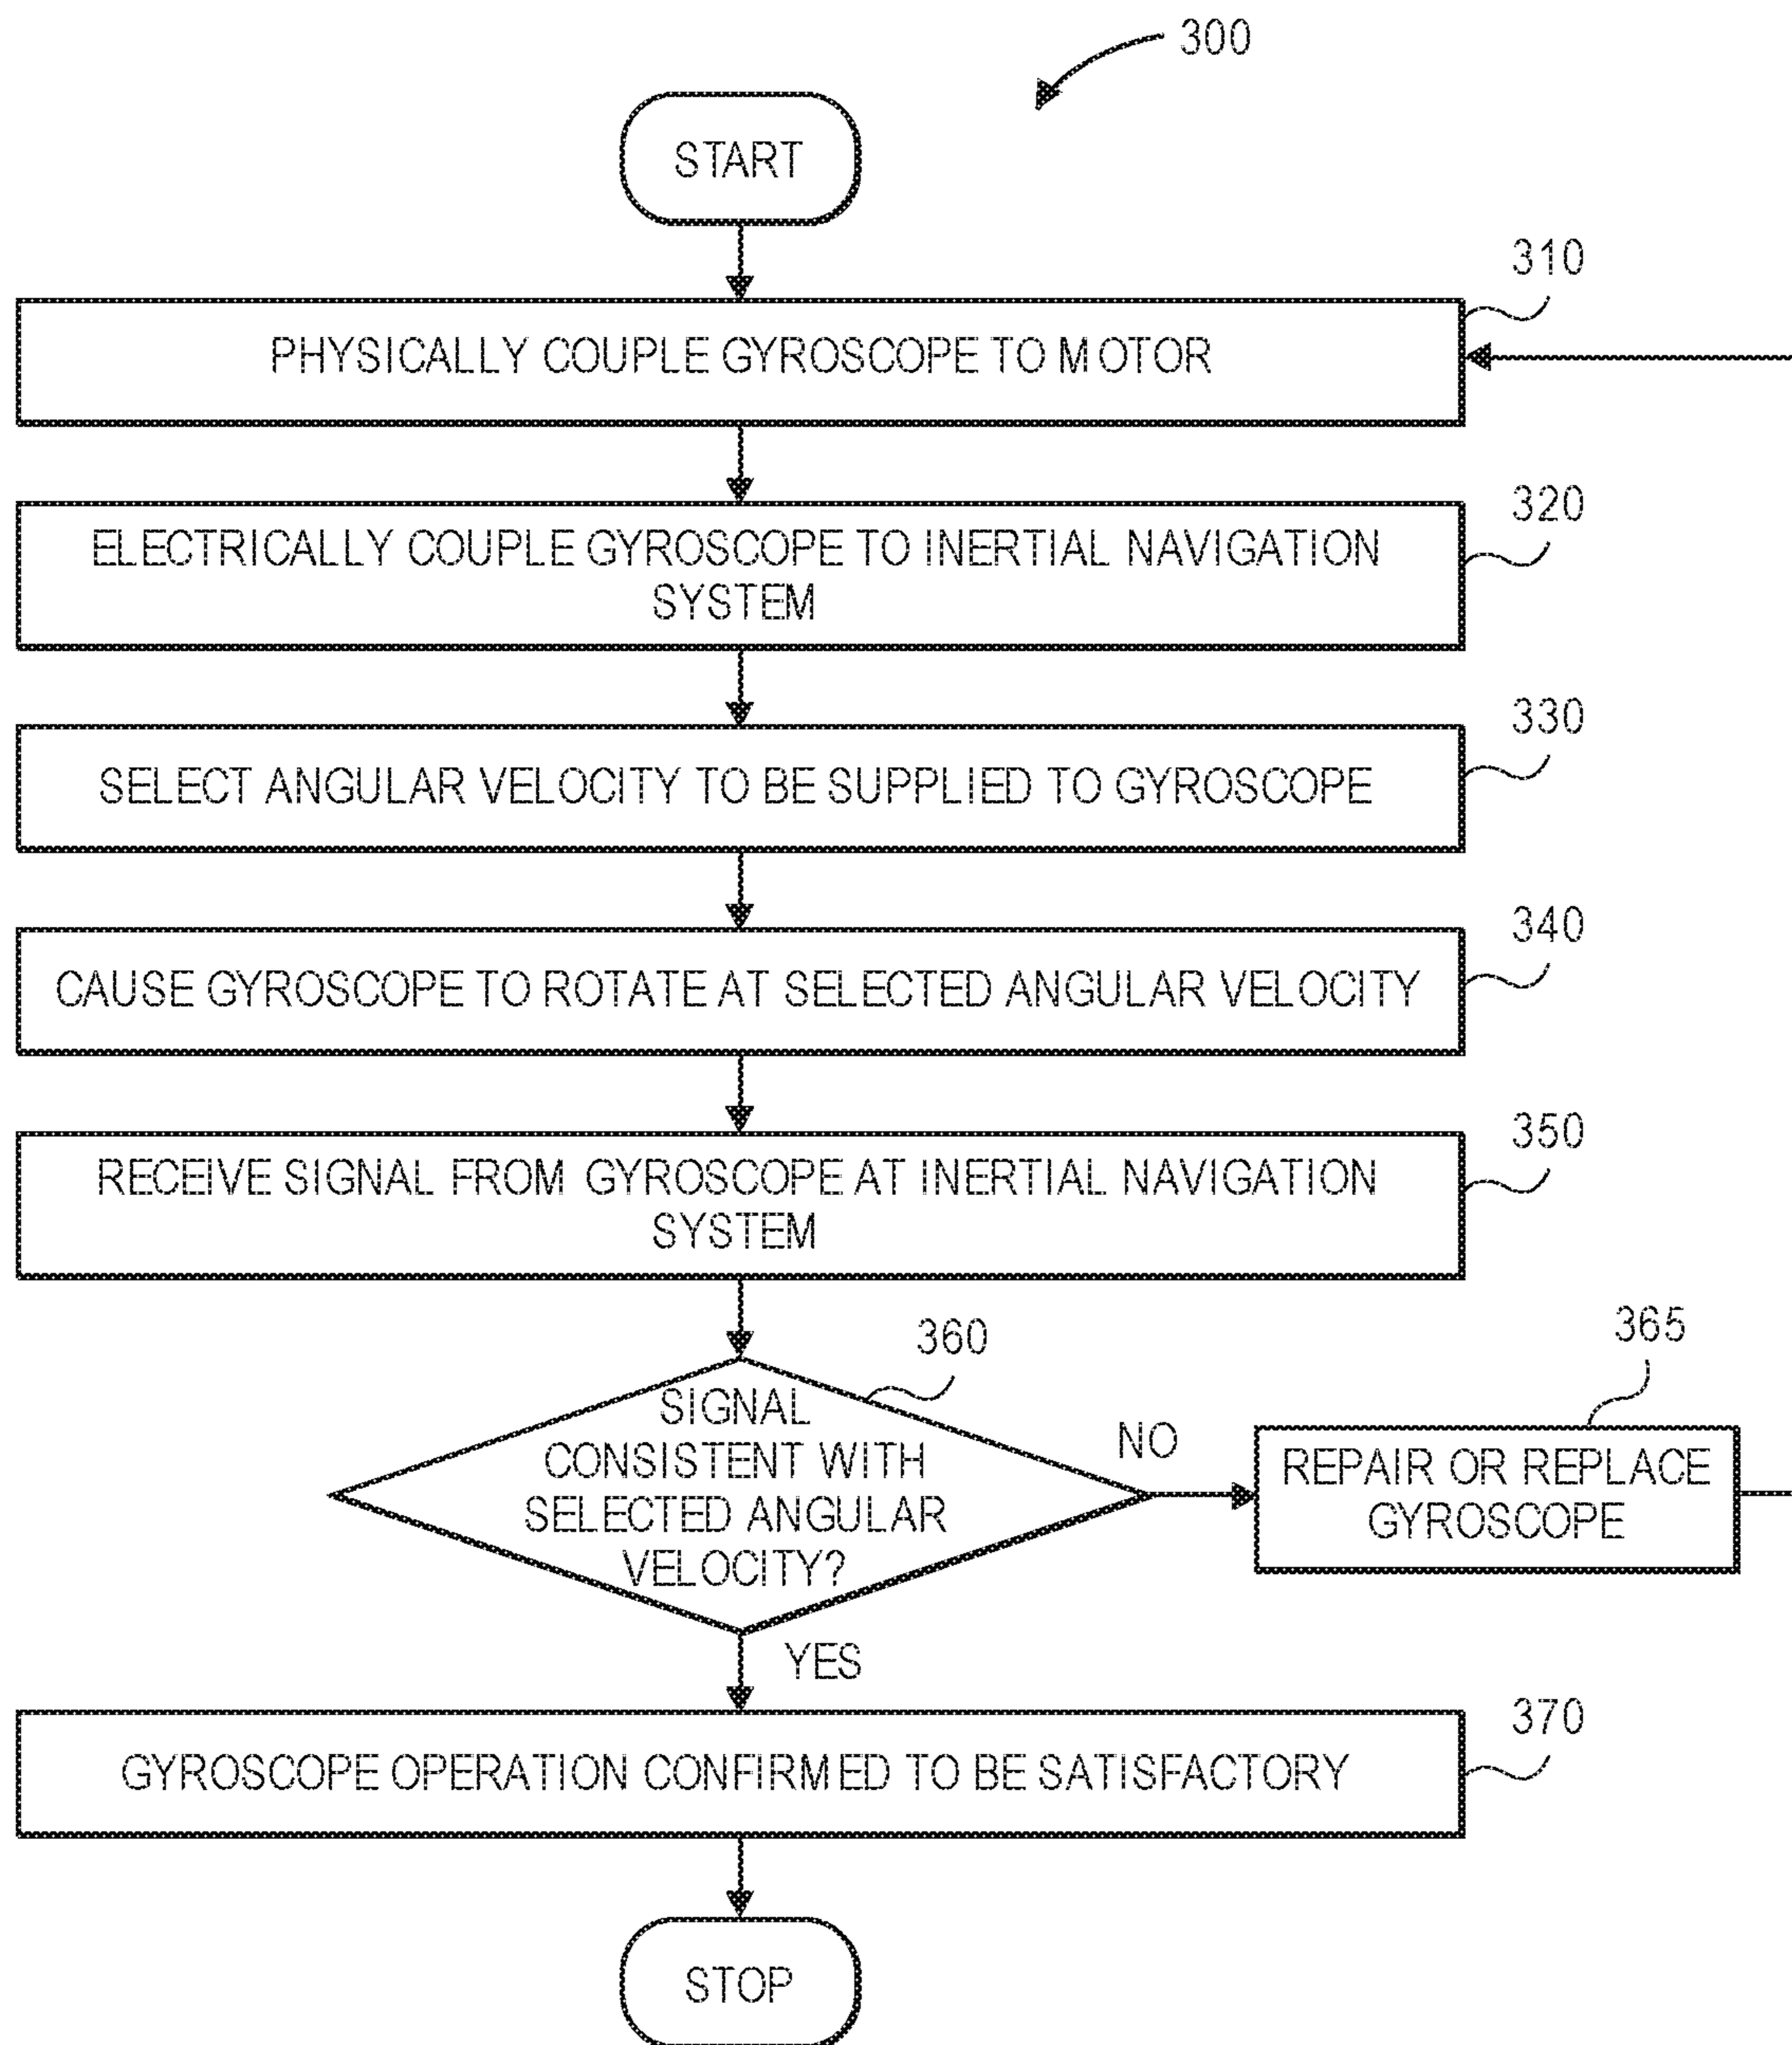 300
START
310
PHYSICALLY COUPLE GYROSCOPE TO MOTOR
320
ELECTRICALLY COUPLE GYROSCOPE TO INERTIAL NAVIGATION
SYSTEM
330
SELECT ANGULAR VELOCITY TO BE SUPPLIED TO GYROSCOPE
340
CAUSE GYROSCOPE TO ROTATE AT SELECTED ANGULAR VELOCITY
350
RECEIVE SIGNAL FROM GYROSCOPE AT INERTIAL NAVIGATION
SYSTEM
360
SIGNAL
CONSISTENT WITH
SELECTED ANGULAR
VELOCITY?
NO
365
REPAIR OR REPLACE
GYROSCOPE
YES
370
GYROSCOPE OPERATION CONFIRMED TO BE SATISFACTORY
STOP